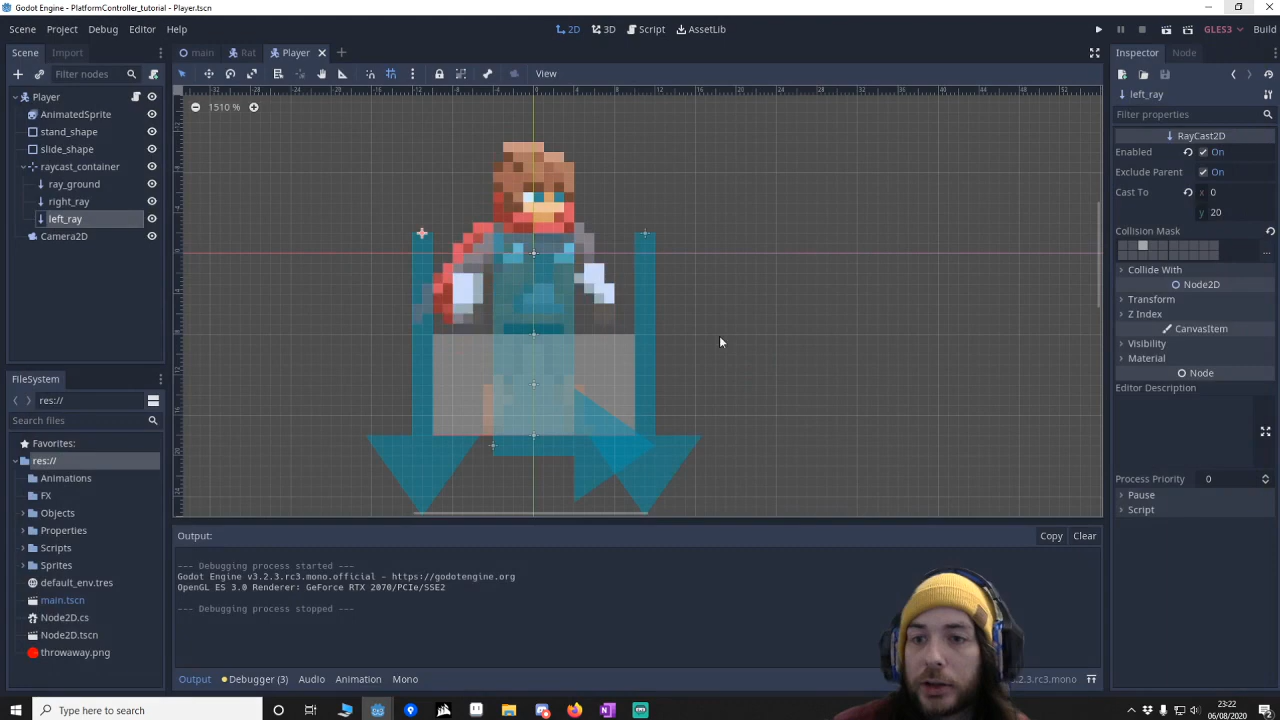 Godot Engine - PlatformController_tutorial - Player.tscn
Scene Project Debug Editor Help
2D 3D Script AssetLib
GLES3 Build
Scene Import
main Rat Player
Inspector Node
Filter nodes
View
Player
AnimatedSprite
stand_shape
slide_shape
raycast_container
ray_ground
right_ray
left_ray
Camera2D
1510 %
left_ray
Filter properties
RayCast2D
Enabled On
Exclude Parent On
Cast To x 0
y 20
Collision Mask
Collide With
Node2D
Transform
Z Index
CanvasItem
Visibility
Material
Node
Editor Description
Process Priority 0
Pause
Script
FileSystem
res://
Search files
Favorites:
res://
Animations
FX
Objects
Properties
Scripts
Sprites
default_env.tres
main.tscn
Node2D.cs
Node2D.tscn
throwaway.png
Output: Copy Clear
--- Debugging process started ---
Godot Engine v3.2.3.rc3.mono.official - https://godotengine.org
OpenGL ES 3.0 Renderer: GeForce RTX 2070/PCIe/SSE2
--- Debugging process stopped ---
Output Debugger (3) Audio Animation Mono
.2.3.rc3.mono
Type here to search
23:22
06/08/2020